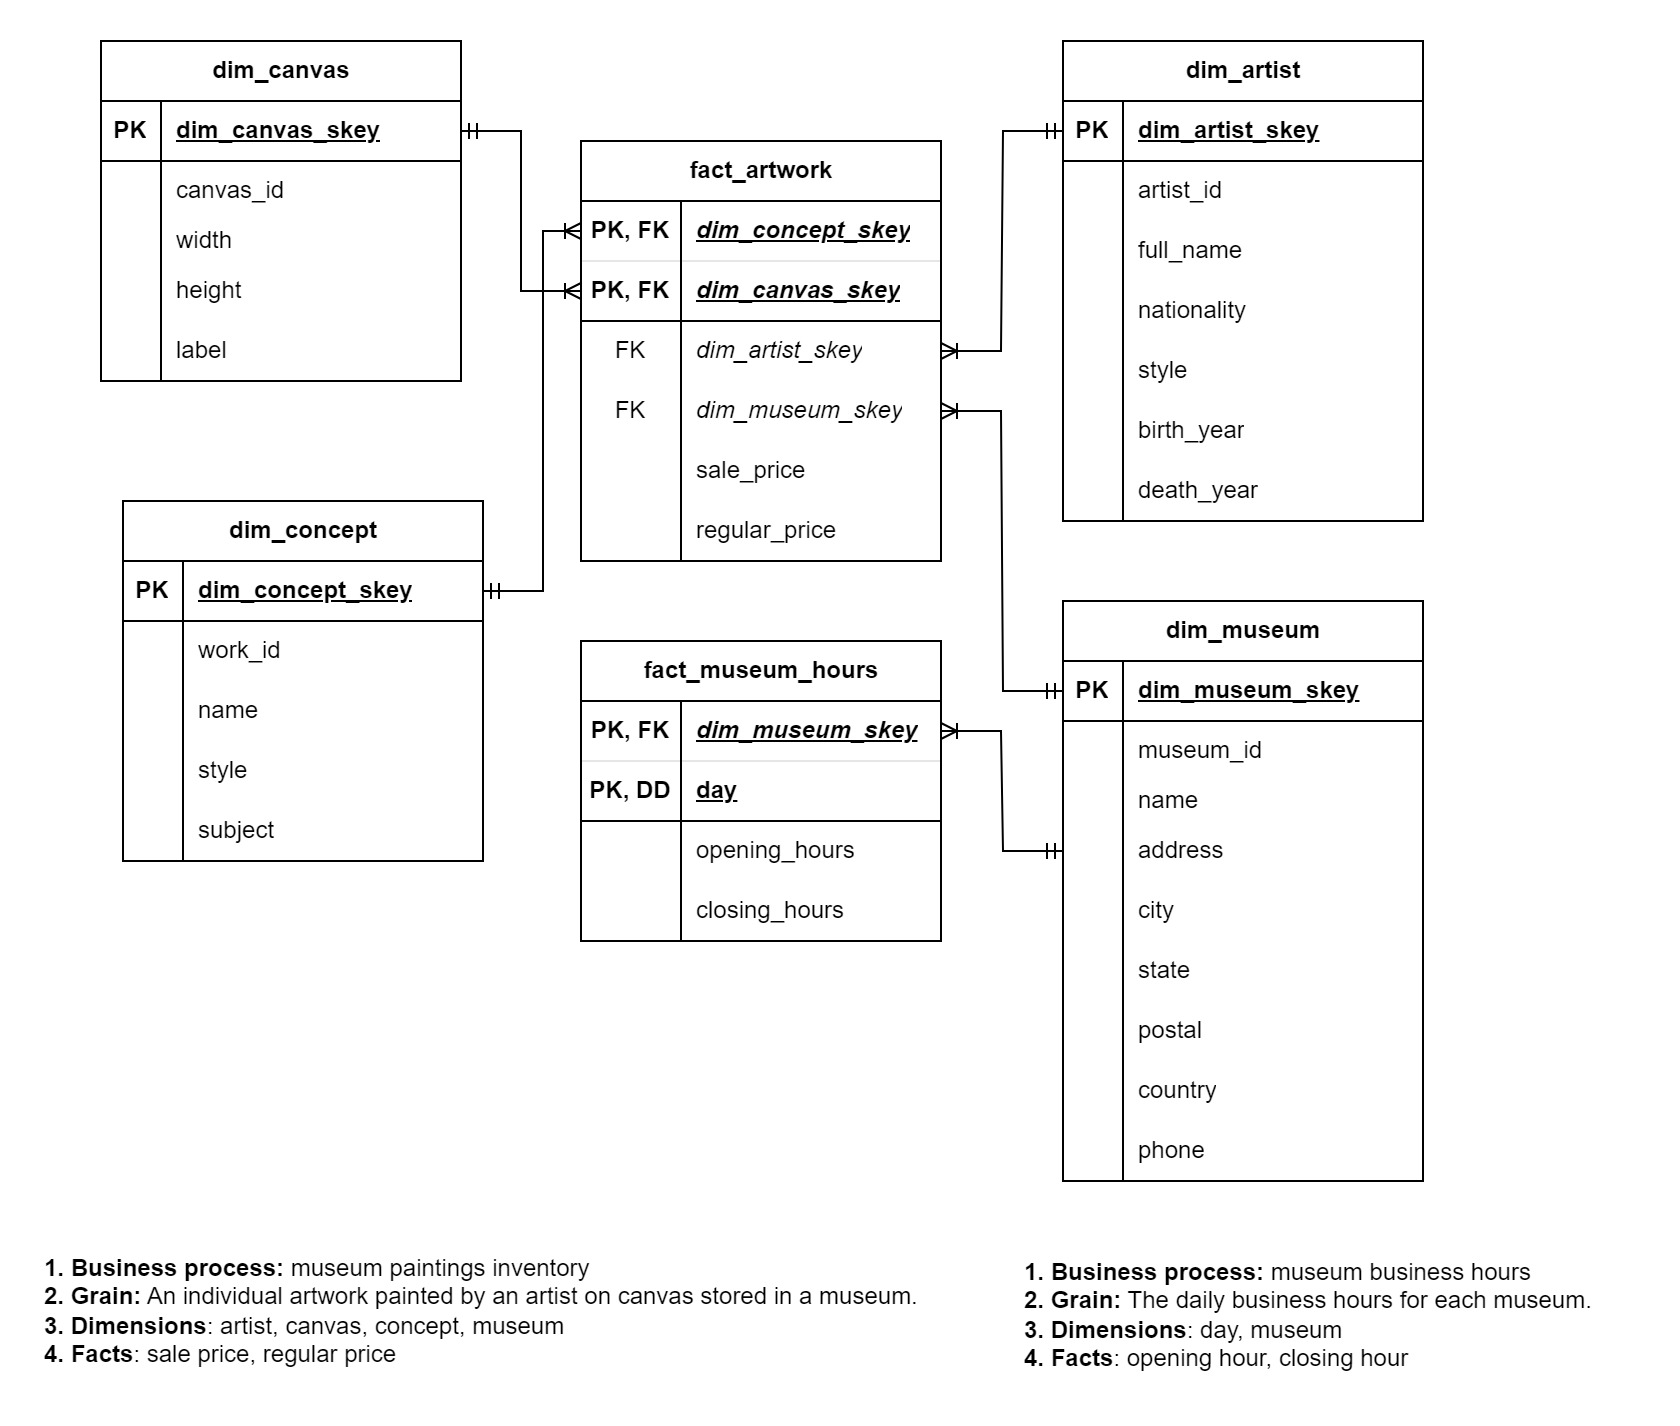 dim_canvas
PK dim_canvas_skey
canvas_id
width
height
label
dim_concept
PK dim_concept_skey
work_id
name
style
subject
fact_artwork
PK, FK dim_concept_skey
PK, FK dim_canvas_skey
FK dim_artist_skey
FK dim_museum_skey
sale_price
regular_price
fact_museum_hours
PK, FK dim_museum_skey
PK, DD day
opening_hours
closing_hours
dim_artist
PK dim_artist_skey
artist_id
full_name
nationality
style
birth_year
death_year
dim_museum
PK dim_museum_skey
museum_id
name
address
city
state
postal
country
phone
1. Business process: museum paintings inventory
2. Grain: An individual artwork painted by an artist on canvas stored in a museum.
3. Dimensions: artist, canvas, concept, museum
4. Facts: sale price, regular price
1. Business process: museum business hours
2. Grain: The daily business hours for each museum.
3. Dimensions: day, museum
4. Facts: opening hour, closing hour